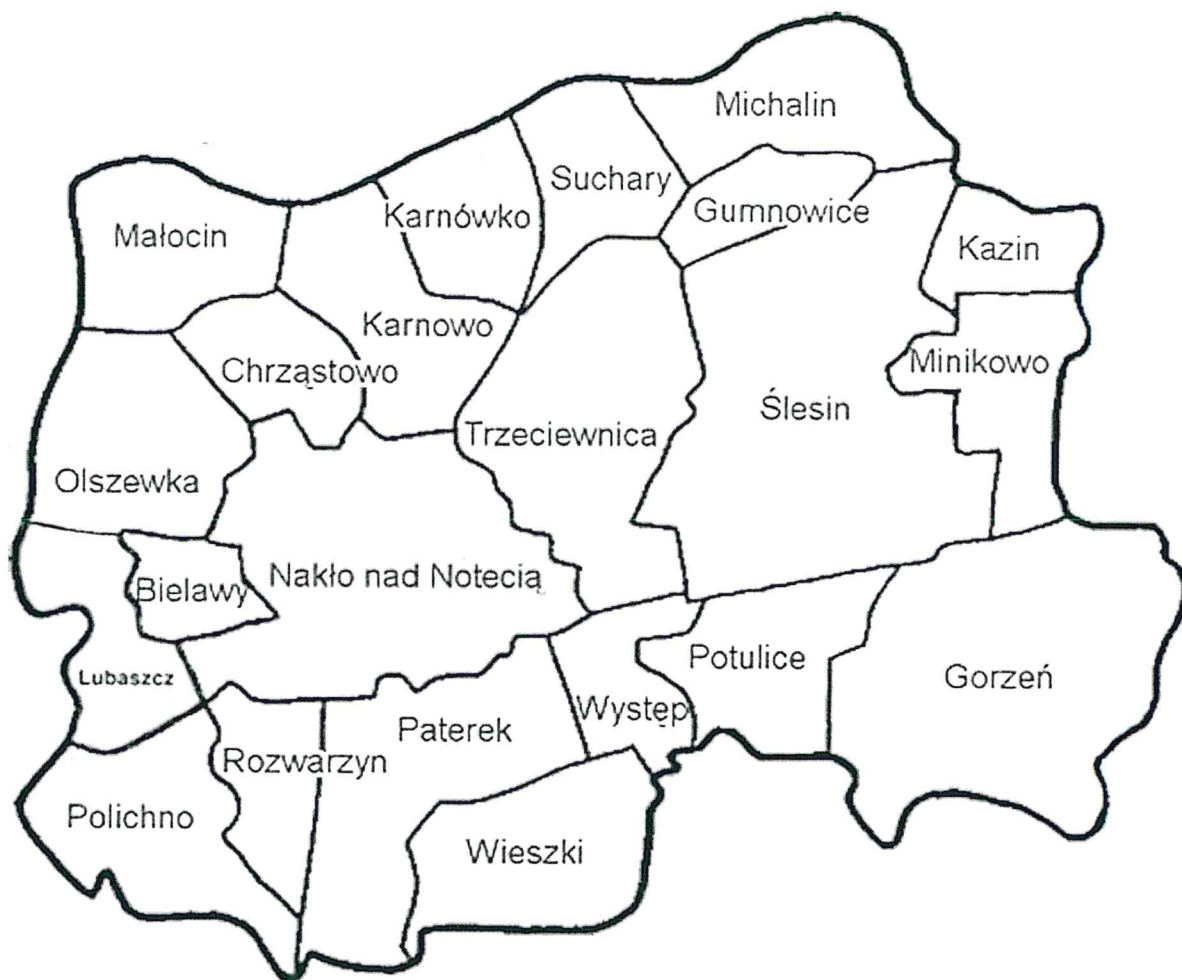 Michalin
Suchary
Karnówko
Gumnowice
Małocin
Kazin
Karnowo
Chrząstowo
Minikowo
Ślesin
Trzeciewnica
Olszewka
Nakło nad Notecią
Bielawy
Potulice
Lubaszcz
Gorzeń
Występ
Paterek
Rozwarzyn
Polichno
Wieszki